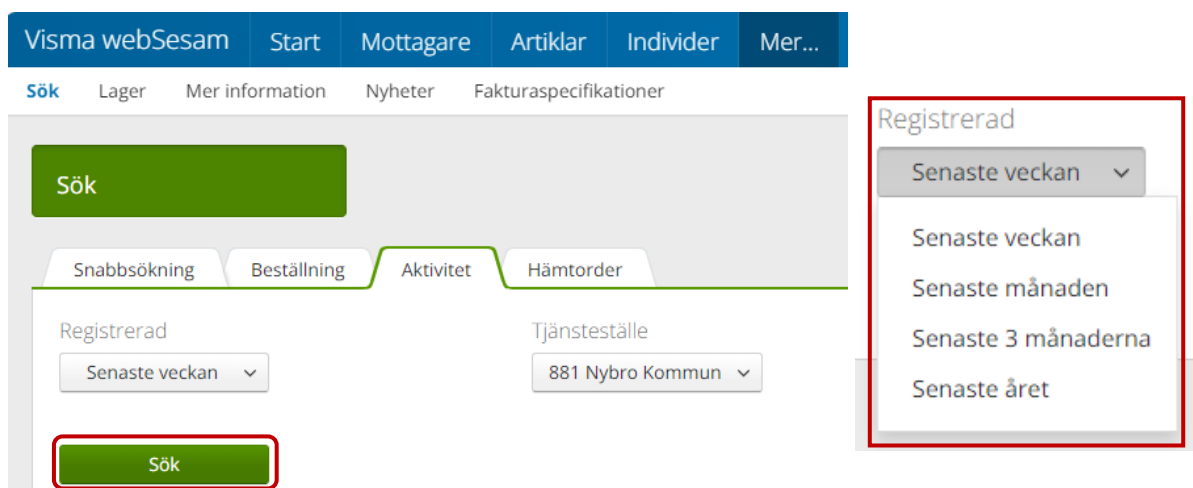 Visma webSesam Start Mottagare Artiklar Individer Mer...
Sök Lager Mer information Nyheter Fakturaspecifikationer
Sök
Snabbsökning Beställning Aktivitet Hämtorder
Registrerad Tjänsteställe
Senaste veckan 881 Nybro Kommun
Sök
Registrerad
Senaste veckan
Senaste veckan
Senaste månaden
Senaste 3 månaderna
Senaste året